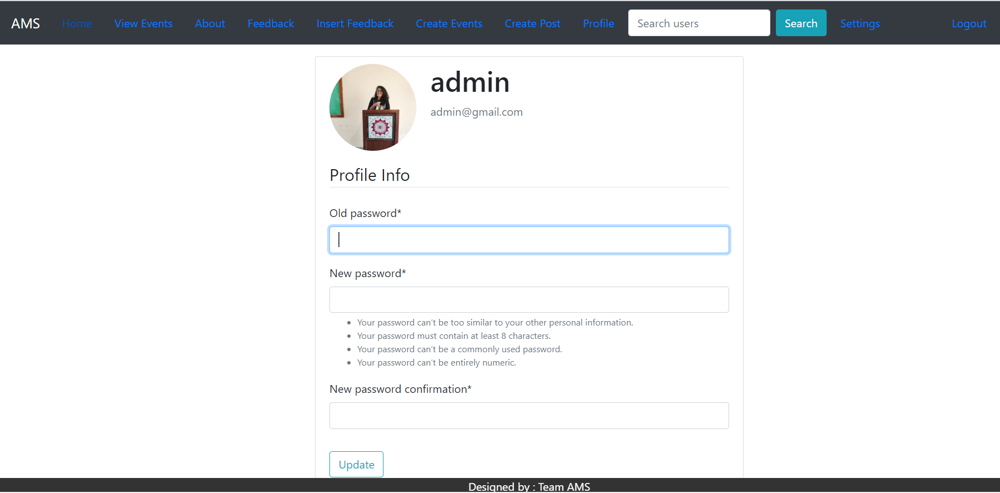 AMS Home View Events About Feedback Insert Feedback Create Events Create Post Profile Search users Search Settings Logout
admin
admin@gmail.com
Profile Info
Old password*
New password*
Your password can't be too similar to your other personal information.
Your password must contain at least 8 characters.
Your password can't be a commonly used password.
Your password can't be entirely numeric.
New password confirmation*
Update
Designed by : Team AMS